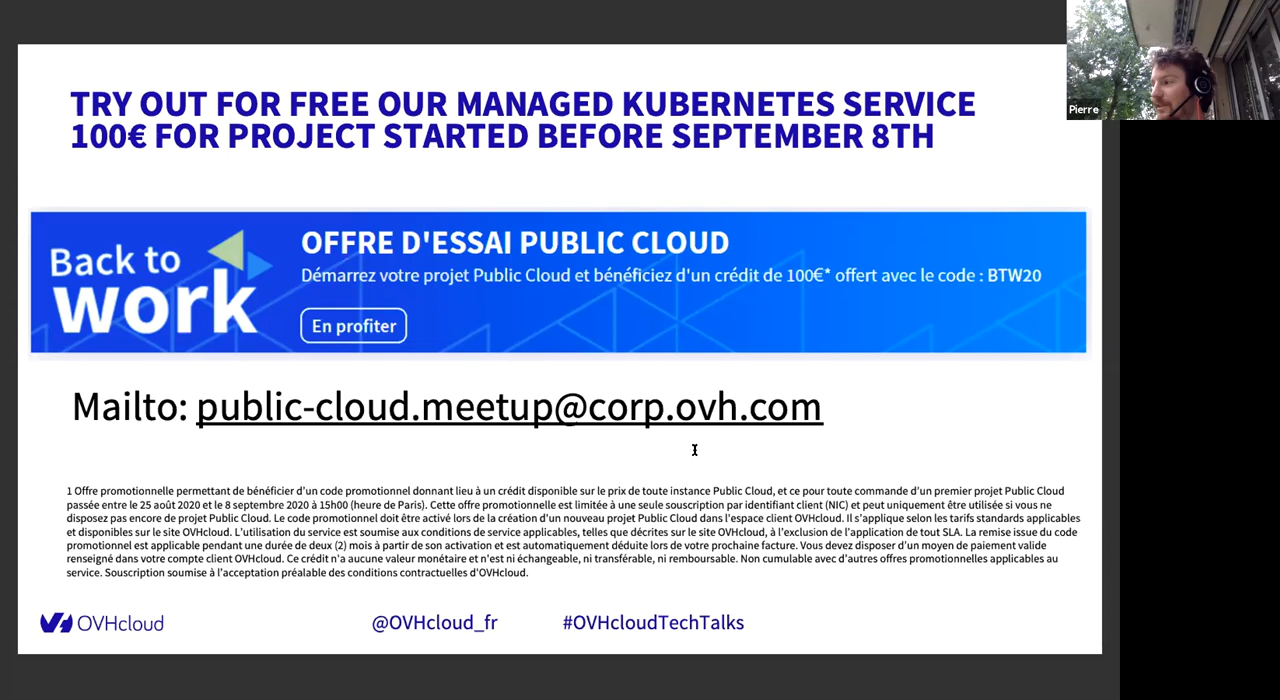 TRY OUT FOR FREE OUR MANAGED KUBERNETES SERVICE
100€ FOR PROJECT STARTED BEFORE SEPTEMBER 8TH
Pierre
Back to
work
OFFRE D'ESSAI PUBLIC CLOUD
Démarrez votre projet Public Cloud et bénéficiez d'un crédit de 100€* offert avec le code : BTW20
En profiter
Mailto: public-cloud.meetup@corp.ovh.com
1 Offre promotionnelle permettant de bénéficier d'un code promotionnel donnant lieu à un crédit disponible sur le prix de toute instance Public Cloud, et ce pour toute commande d'un premier projet Public Cloud
passée entre le 25 août 2020 et le 8 septembre 2020 à 15h00 (heure de Paris). Cette offre promotionnelle est limitée à une seule souscription par identifiant client (NIC) et peut uniquement être utilisée si vous ne
disposez pas encore de projet Public Cloud. Le code promotionnel doit être activé lors de la création d'un nouveau projet Public Cloud dans l'espace client OVHcloud. Il s'applique selon les tarifs standards applicables
et disponibles sur le site OVHcloud. L'utilisation du service est soumise aux conditions de service applicables, telles que décrites sur le site OVHcloud, à l'exclusion de l'application de tout SLA. La remise issue du code
promotionnel est applicable pendant une durée de deux (2) mois à partir de son activation et est automatiquement déduite lors de votre prochaine facture. Vous devez disposer d'un moyen de paiement valide
renseigné dans votre compte client OVHcloud. Ce crédit n'a aucune valeur monétaire et n'est ni échangeable, ni transférable, ni remboursable. Non cumulable avec d'autres offres promotionnelles applicables au
service. Souscription soumise à l'acceptation préalable des conditions contractuelles d'OVHcloud.
OVHcloud
@OVHcloud_fr
#OVHcloudTechTalks